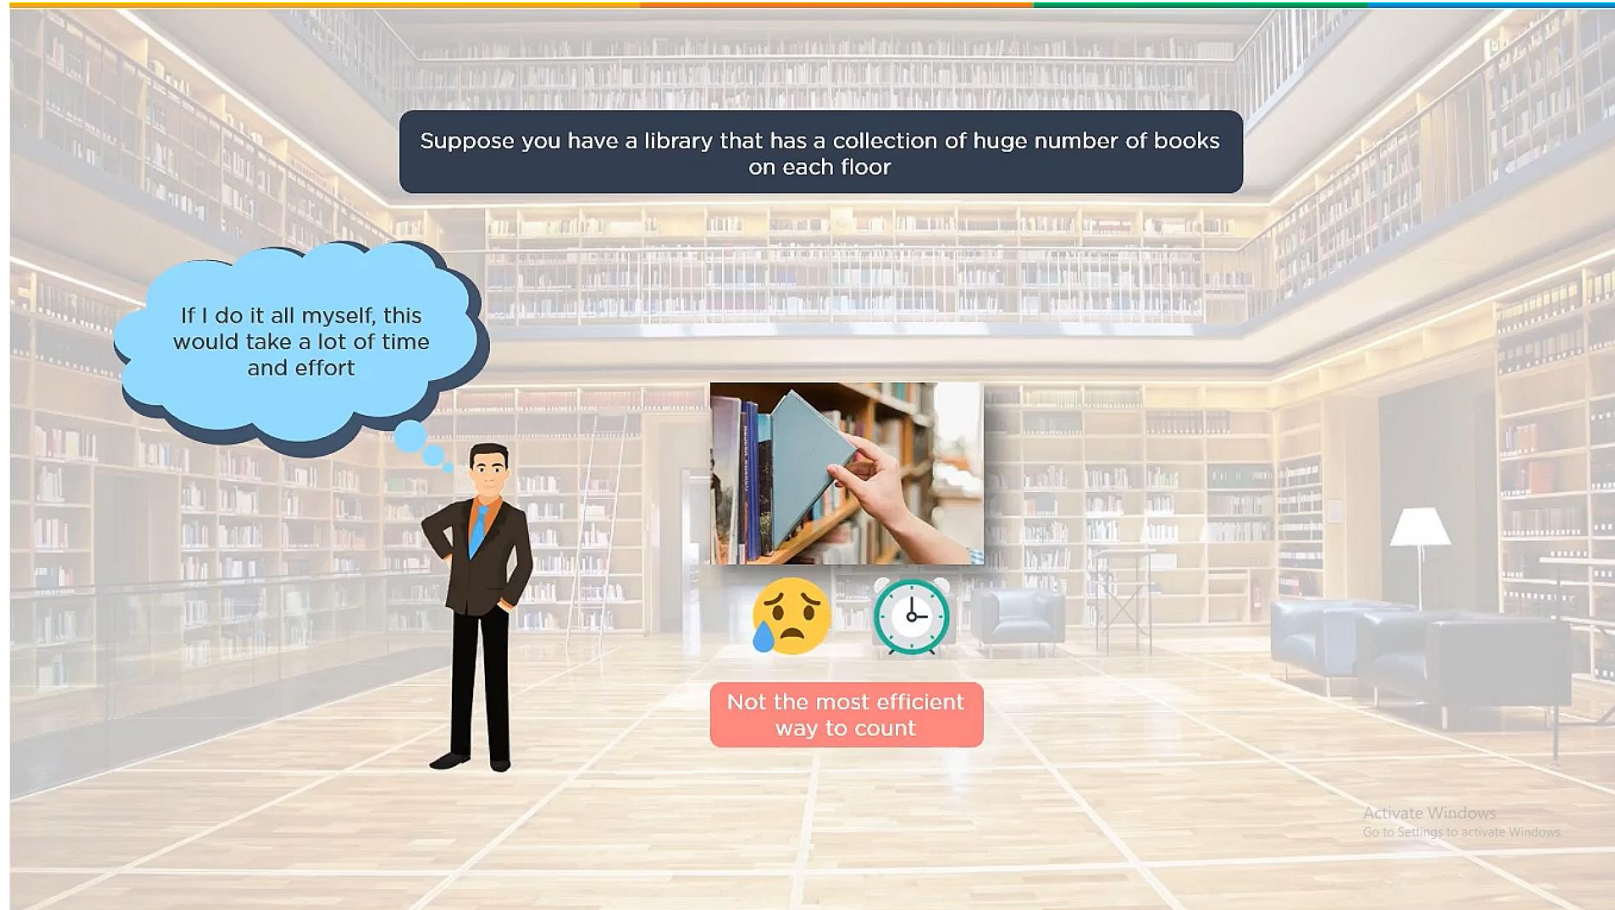 Suppose you have a library that has a collection of huge number of books
on each floor
If I do it all myself, this
would take a lot of time
and effort
Not the most efficient
way to count
Activate Windows
Go to Settings to activate Windows.